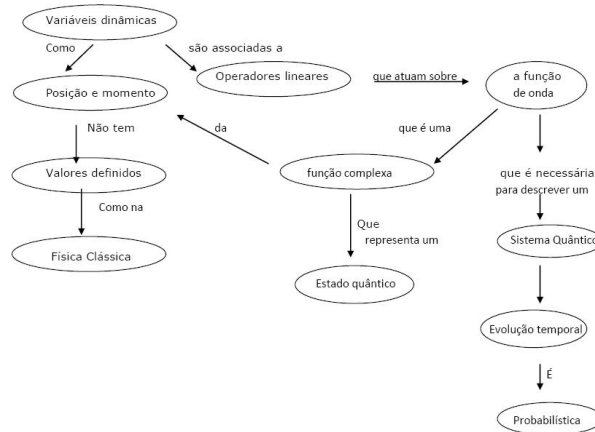 Variáveis dinâmicas
Como
são associadas a
Operadores lineares
que atuam sobre
a função
de onda
Posição e momento
Não tem
da
que é uma
Valores definidos
função complexa
que é necessária
para descrever um
Como na
Que
representa um
Física Clássica
Sistema Quântico
Estado quântico
Evolução temporal
É
Probabilística